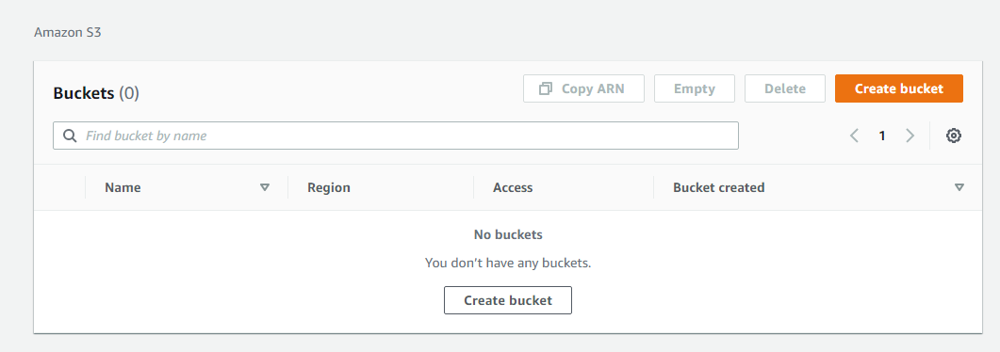 Amazon S3
Buckets (0)
Copy ARN
Empty
Delete
Create bucket
Find bucket by name
1
Name
Region
Access
Bucket created
No buckets
You don't have any buckets.
Create bucket